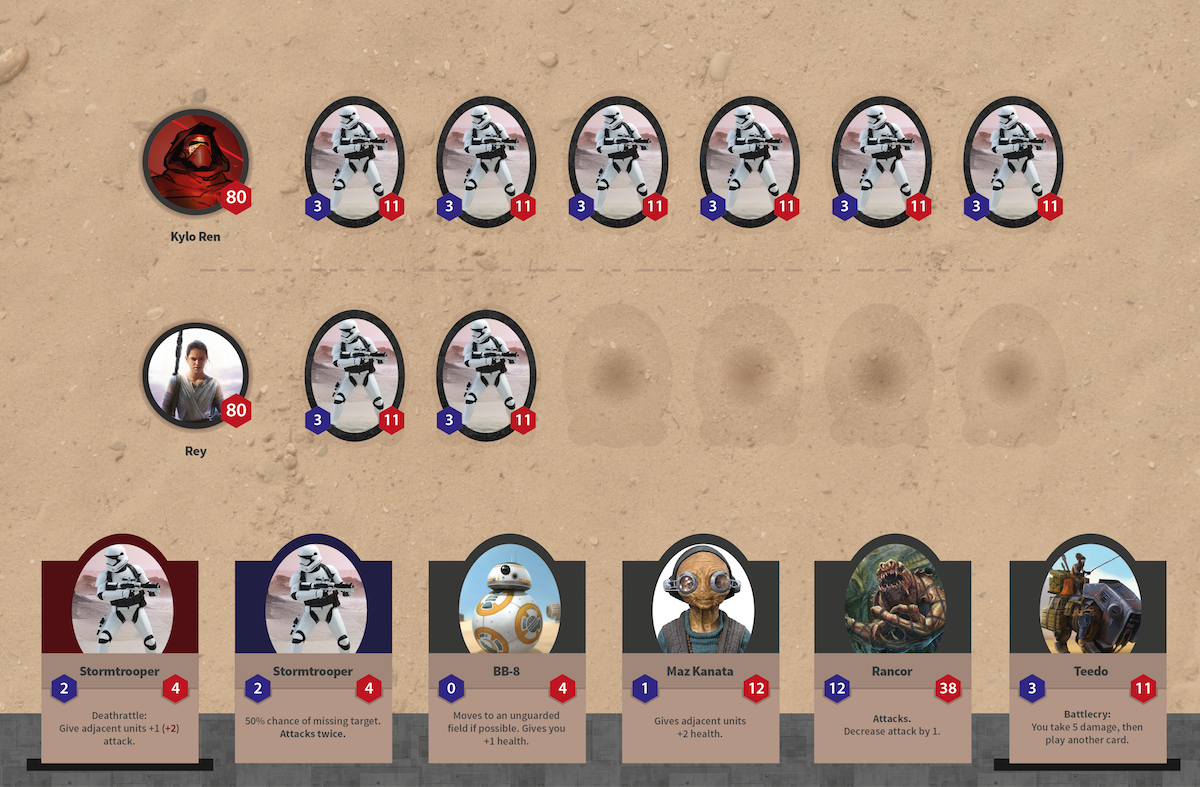 3 11 3 11 3 11 3 11 3 11 3 11
80
Kylo Ren
3 11 3 11
80
Rey
Stormtrooper
2 4
Deathrattle:
Give adjacent units +1 (+2)
attack.
Stormtrooper
2 4
50% chance of missing target.
Attacks twice.
BB-8
0 4
Moves to an unguarded
field if possible. Gives you
+1 health.
Maz Kanata
1 12
Gives adjacent units
+2 health.
Rancor
12 38
Attacks.
Decrease attack by 1.
Teedo
3 11
Battlecry:
You take 5 damage, then
play another card.